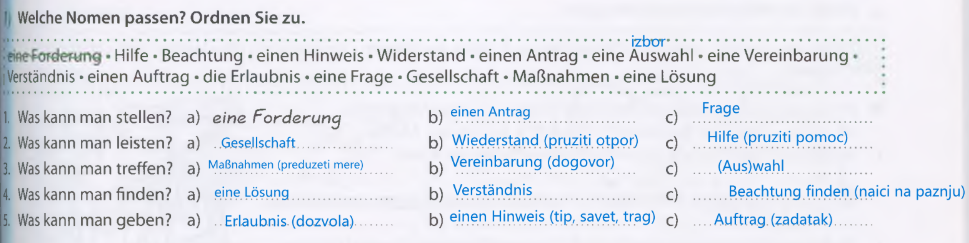 1) Welche Nomen passen? Ordnen Sie zu.
izbor
eine Forderung • Hilfe • Beachtung • einen Hinweis • Widerstand • einen Antrag • eine Auswahl • eine Vereinbarung •
Verständnis • einen Auftrag • die Erlaubnis • eine Frage • Gesellschaft • Maßnahmen • eine Lösung
1. Was kann man stellen? a) eine Forderung b) einen Antrag c) Frage
2. Was kann man leisten? a) Gesellschaft b) Wiederstand (pruziti otpor) c) Hilfe (pruziti pomoc)
3. Was kann man treffen? a) Maßnahmen (preduzeti mere) b) Vereinbarung (dogovor) c) (Aus)wahl
4. Was kann man finden? a) eine Lösung b) Verständnis c) Beachtung finden (naici na paznju)
5. Was kann man geben? a) Erlaubnis (dozvola) b) einen Hinweis (tip, savet, trag) c) Auftrag (zadatak)